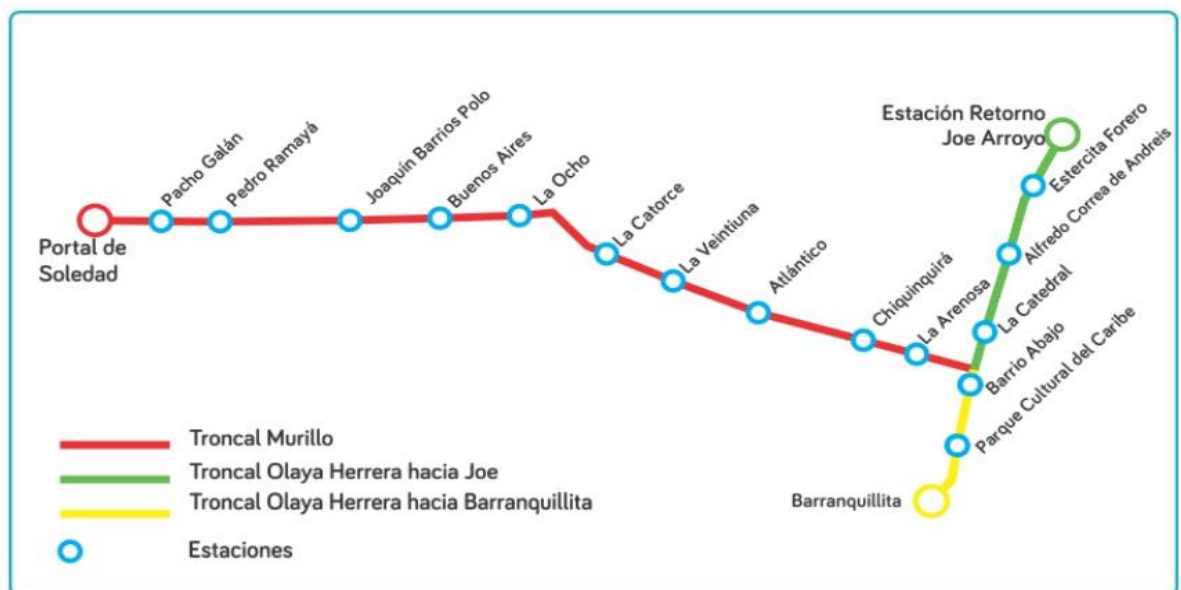 Portal de
Soledad
Pacho Galán
Pedro Ramayá
Joaquín Barrios Polo
Buenos Aires
La Ocho
La Catorce
La Veintiuna
Atlántico
Chiquinquirá
La Arenosa
Estación Retorno
Joe Arroyo
Estercita Forero
Alfredo Correa de Andreis
La Catedral
Barrio Abajo
Parque Cultural del Caribe
Barranquillita
Troncal Murillo
Troncal Olaya Herrera hacia Joe
Troncal Olaya Herrera hacia Barranquillita
Estaciones